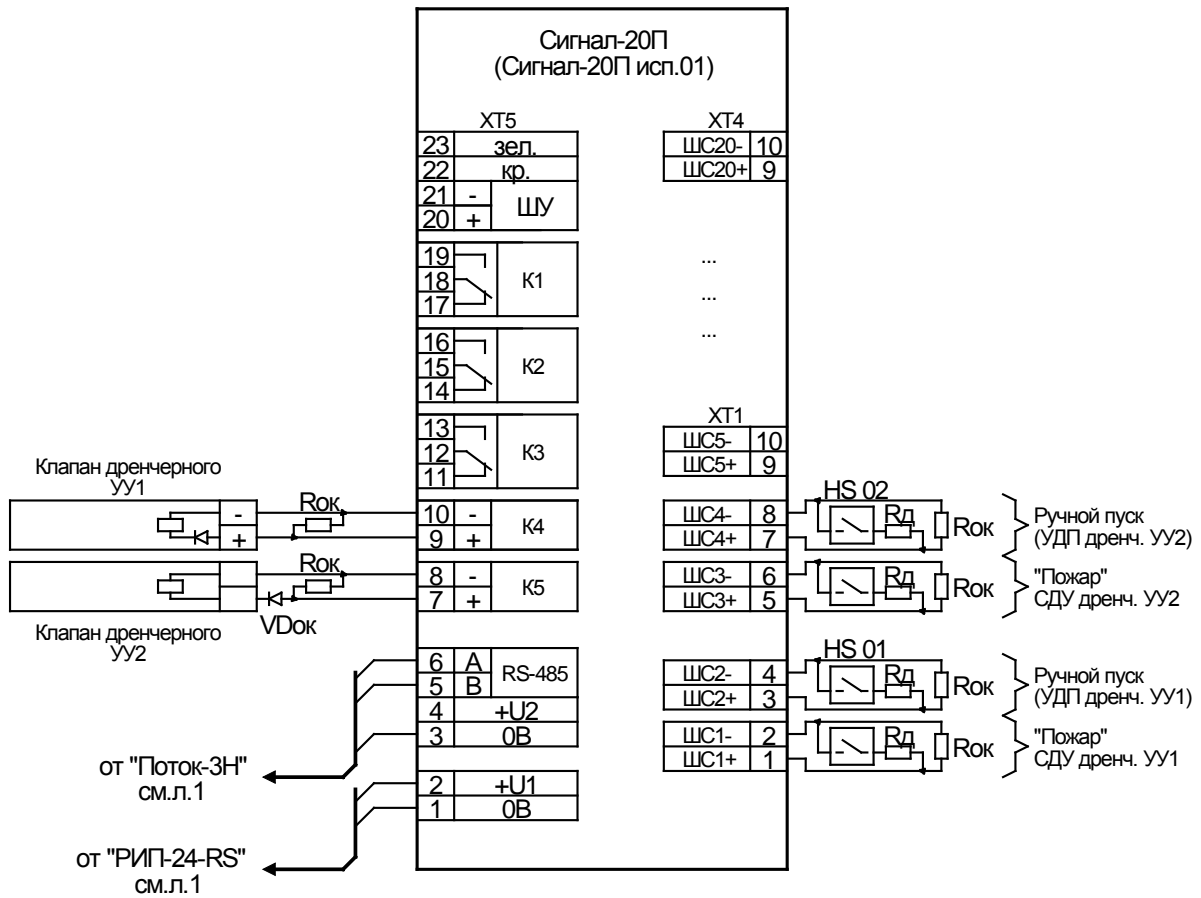 Сигнал-20П
(Сигнал-20П исп.01)
XT5
23 зел.
22 кр.
21 -
20 +
ШУ
19
18
17
К1
16
15
14
К2
13
12
11
К3
10 -
9 +
К4
8 -
7 +
К5
6 A
5 B
RS-485
4 +U2
3 0В
2 +U1
1 0В
XT4
ШС20- 10
ШС20+ 9
...
...
...
XT1
ШС5- 10
ШС5+ 9
ШС4- 8
ШС4+ 7
ШС3- 6
ШС3+ 5
ШС2- 4
ШС2+ 3
ШС1- 2
ШС1+ 1
Клапан дренчерного
УУ1
-
+
Rок
Rок
VDок
Клапан дренчерного
УУ2
от "Поток-3Н"
см.л.1
от "РИП-24-RS"
см.л.1
HS 02
Rд
Rок
Ручной пуск
(УДП дренч. УУ2)
Rд
Rок
"Пожар"
СДУ дренч. УУ2
HS 01
Rд
Rок
Ручной пуск
(УДП дренч. УУ1)
Rд
Rок
"Пожар"
СДУ дренч. УУ1